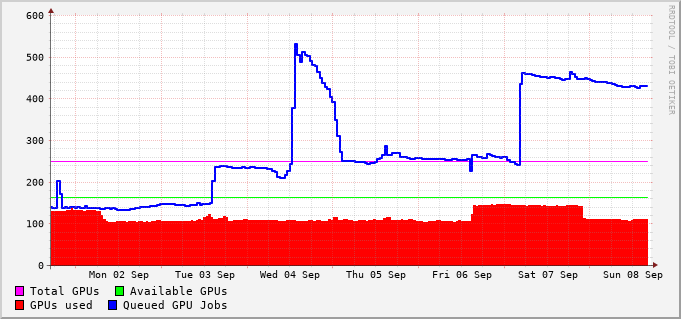 600
500
400
300
200
100
0
Mon 02 Sep Tue 03 Sep Wed 04 Sep Thu 05 Sep Fri 06 Sep Sat 07 Sep Sun 08 Sep
Total GPUs Available GPUs
GPUs used Queued GPU Jobs
RRDTOOL / TOBI OETIKER